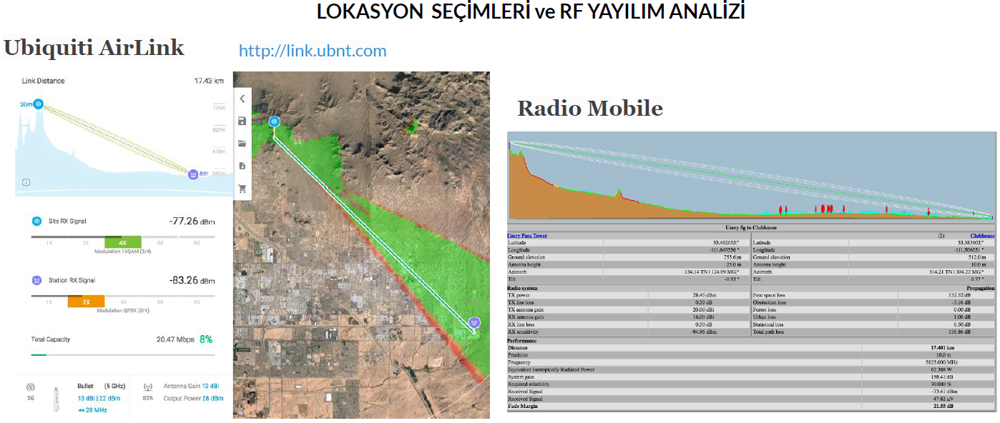 LOKASYON SEÇİMLERİ ve RF YAYILIM ANALİZİ
Ubiquiti AirLink
http://link.ubnt.com
Link Distance 17.43 km
20m
775m
697m
619m
541m
8m
Site RX Signal -77.26 dBm
1X 2X 4X 6X 8X
Modulation 16QAM (3/4)
Station RX Signal -83.26 dBm
1X 2X 4X 6X 8X
Modulation QPSK (3/4)
Total Capacity 20.47 Mbps 8%
5G
Bullet (5 GHz)
13 dBi | 22 dBm
↔ 20 MHz
STA
Antenna Gain 13 dBi
Output Power 28 dBm
Radio Mobile
Usery 5g to Clubhouse
Usery Pass Tower (2) Clubhouse
Latitude 33.492655 ° Latitude 33.383602 °
Longitude -111.640556 ° Longitude -111.506051 °
Ground elevation 755.6 m Ground elevation 512.0 m
Antenna height 25.0 m Antenna height 10.0 m
Azimuth 134.14 TN | 124.09 MG ° Azimuth 314.21 TN | 304.22 MG °
Tilt -0.93 ° Tilt 0.77 °
Radio system Propagation
TX power 28.45 dBm Free space loss 132.52 dB
TX line loss 0.50 dB Obstuction loss -3.16 dB
TX antenna gain 20.00 dBi Forest loss 0.00 dB
RX antenna gain 16.00 dBi Urban loss 1.00 dB
RX line loss 0.50 dB Statistical loss 6.50 dB
RX sensitivity -94.96 dBm Total path loss 136.86 dB
Performance
Distance 17.401 km
Precision 10.0 m
Frequency 5825.000 MHz
Equivalent Isotropically Radiated Power 62.388 W
System gain 158.41 dB
Required reliability 70.000 %
Received Signal -73.41 dBm
Received Signal 47.82 µV
Fade Margin 21.55 dB